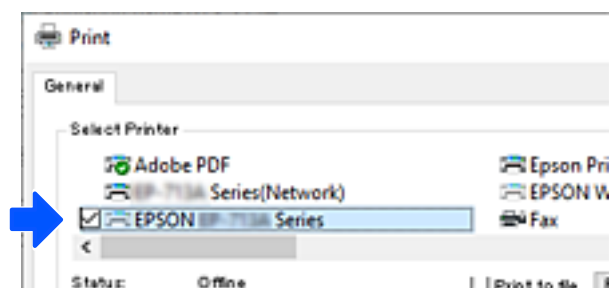 Print
General
Select Printer
Adobe PDF
Epson Pri
Series(Network)
EPSON W
EPSON Series
Fax
Status: Offline
Print to file